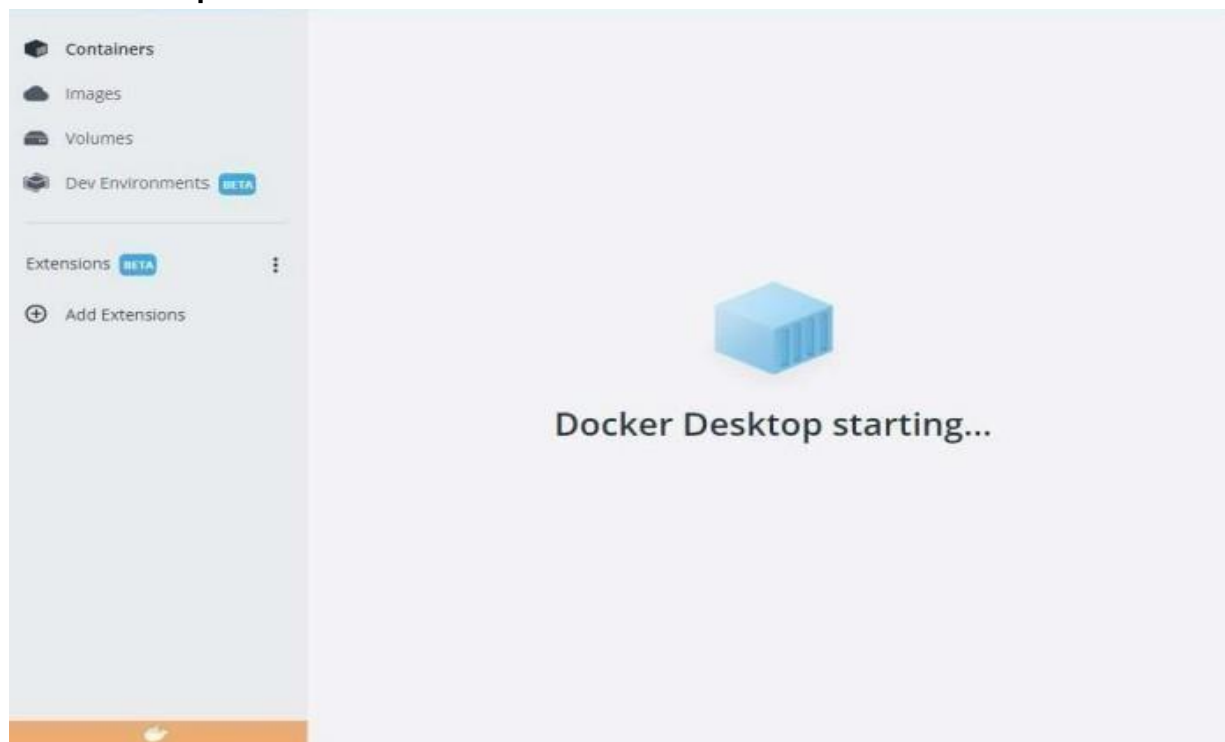 Containers
Images
Volumes
Dev Environments BETA
Extensions BETA
Add Extensions
Docker Desktop starting...